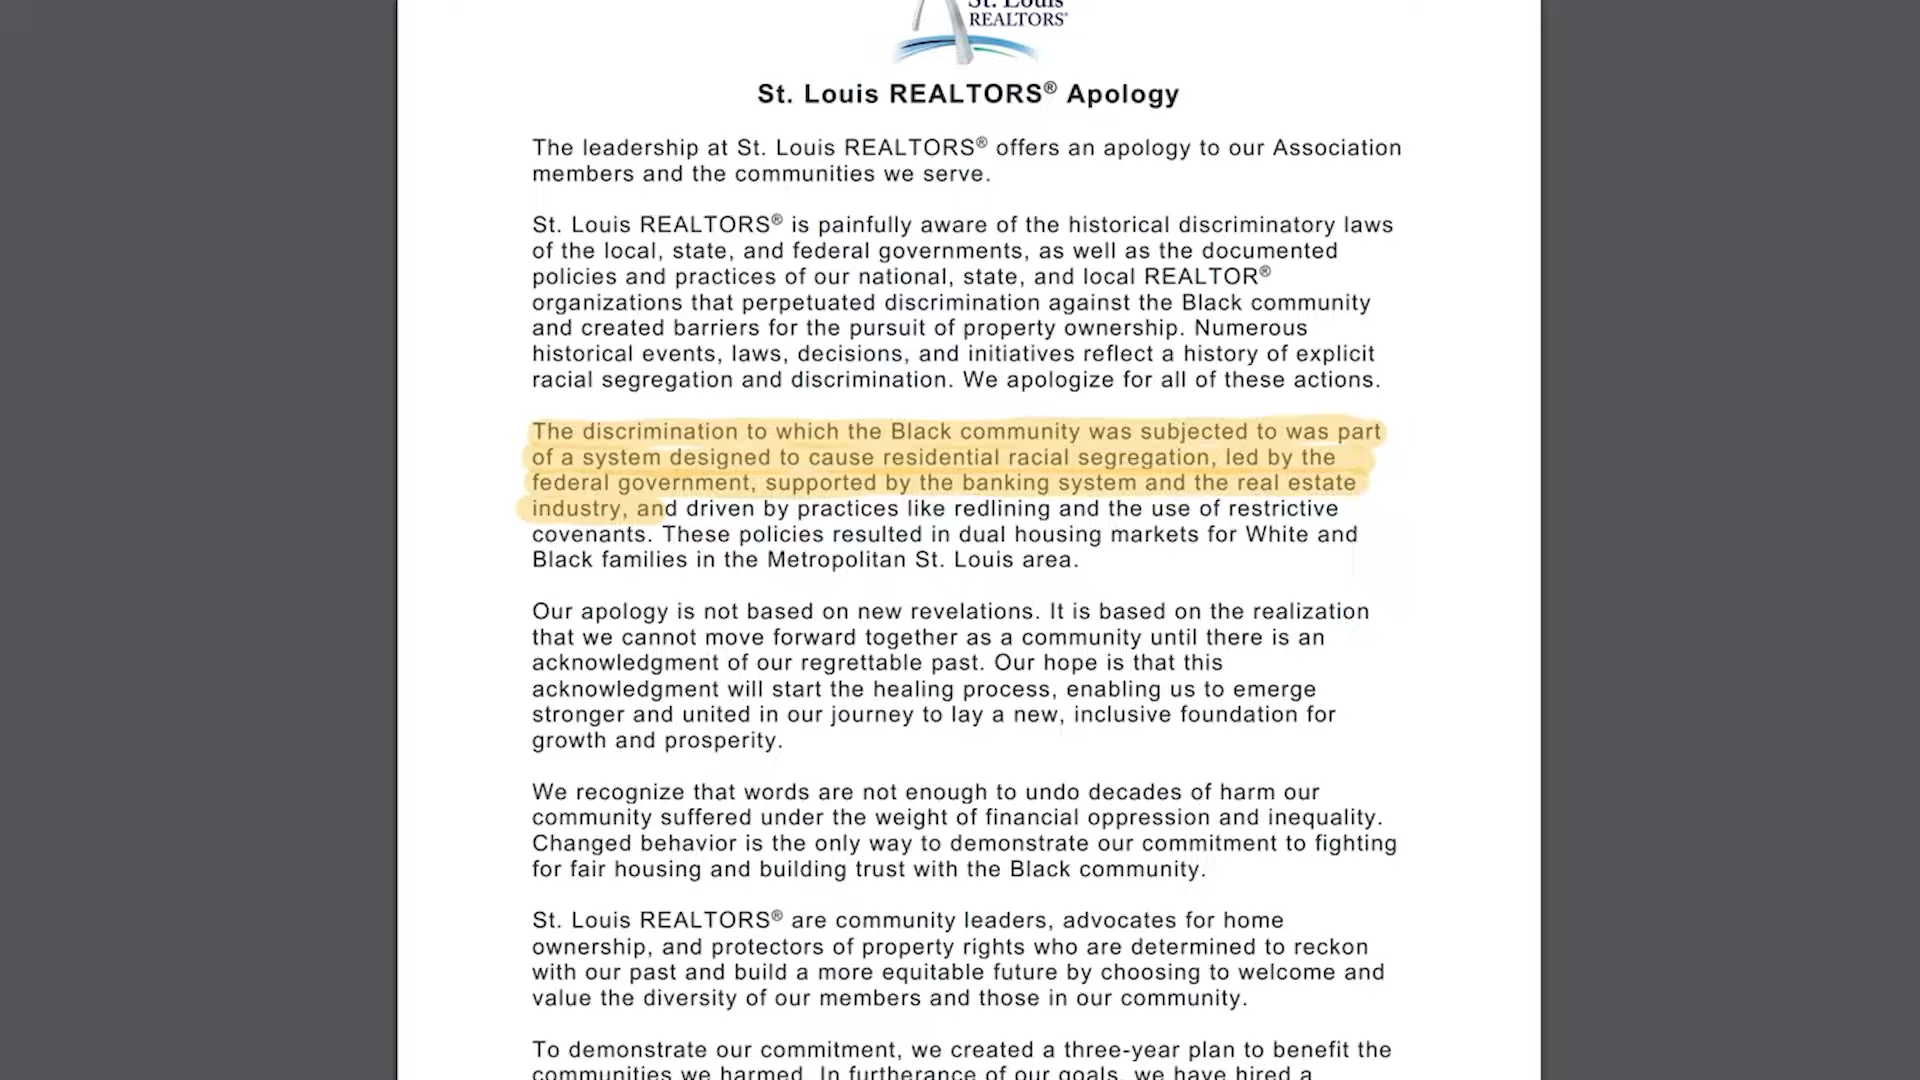 St. Louis
REALTORS®
St. Louis REALTORS® Apology
The leadership at St. Louis REALTORS® offers an apology to our Association
members and the communities we serve.
St. Louis REALTORS® is painfully aware of the historical discriminatory laws
of the local, state, and federal governments, as well as the documented
policies and practices of our national, state, and local REALTOR®
organizations that perpetuated discrimination against the Black community
and created barriers for the pursuit of property ownership. Numerous
historical events, laws, decisions, and initiatives reflect a history of explicit
racial segregation and discrimination. We apologize for all of these actions.
The discrimination to which the Black community was subjected to was part
of a system designed to cause residential racial segregation, led by the
federal government, supported by the banking system and the real estate
industry, and driven by practices like redlining and the use of restrictive
covenants. These policies resulted in dual housing markets for White and
Black families in the Metropolitan St. Louis area.
Our apology is not based on new revelations. It is based on the realization
that we cannot move forward together as a community until there is an
acknowledgment of our regrettable past. Our hope is that this
acknowledgment will start the healing process, enabling us to emerge
stronger and united in our journey to lay a new, inclusive foundation for
growth and prosperity.
We recognize that words are not enough to undo decades of harm our
community suffered under the weight of financial oppression and inequality.
Changed behavior is the only way to demonstrate our commitment to fighting
for fair housing and building trust with the Black community.
St. Louis REALTORS® are community leaders, advocates for home
ownership, and protectors of property rights who are determined to reckon
with our past and build a more equitable future by choosing to welcome and
value the diversity of our members and those in our community.
To demonstrate our commitment, we created a three-year plan to benefit the
communities we harmed. In furtherance of our goals, we have hired a